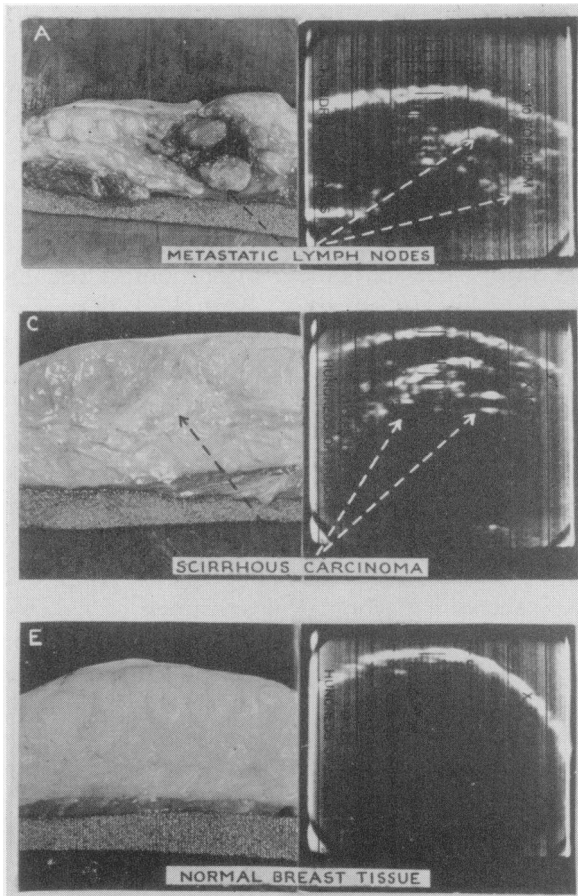 A
METASTATIC LYMPH NODES
C
SCIRRHOUS CARCINOMA
E
NORMAL BREAST TISSUE